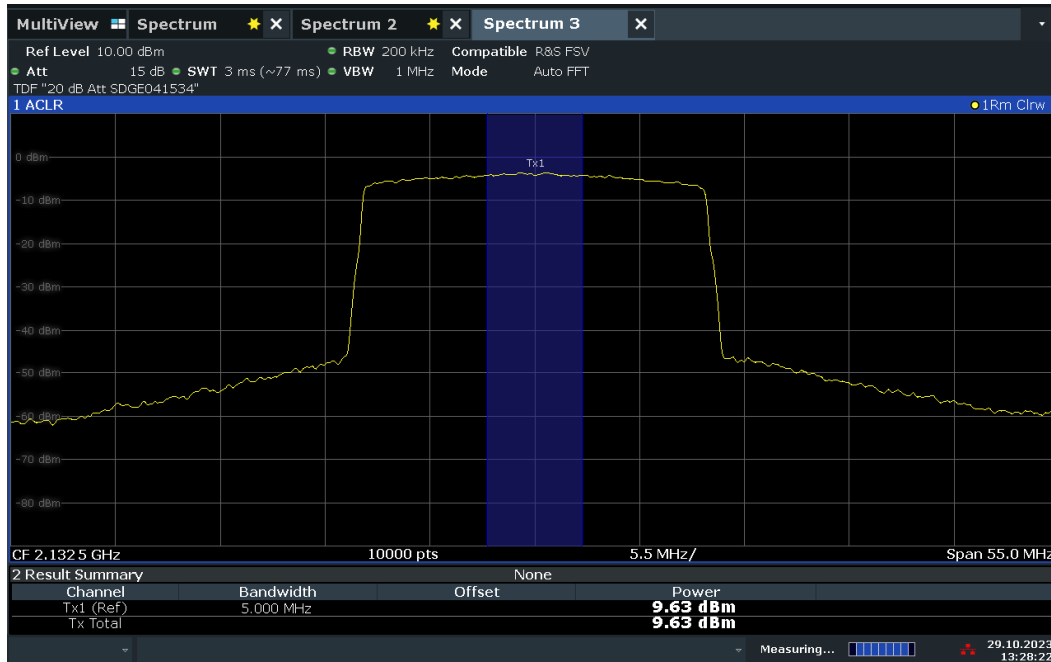 MultiView Spectrum Spectrum 2 Spectrum 3
Ref Level 10.00 dBm RBW 200 kHz Compatible R&S FSV
Att 15 dB SWT 3 ms (~77 ms) VBW 1 MHz Mode Auto FFT
TDF "20 dB Att SDGE041534"
1 ACLR 1Rm Clrw
0 dBm
Tx1
-10 dBm
-20 dBm
-30 dBm
-40 dBm
-50 dBm
-60 dBm
-70 dBm
-80 dBm
CF 2.1325 GHz 10000 pts 5.5 MHz/ Span 55.0 MHz
2 Result Summary None
Channel Bandwidth Offset Power
Tx1 (Ref) 5.000 MHz 9.63 dBm
Tx Total 9.63 dBm
Measuring... 29.10.2023
13:28:22